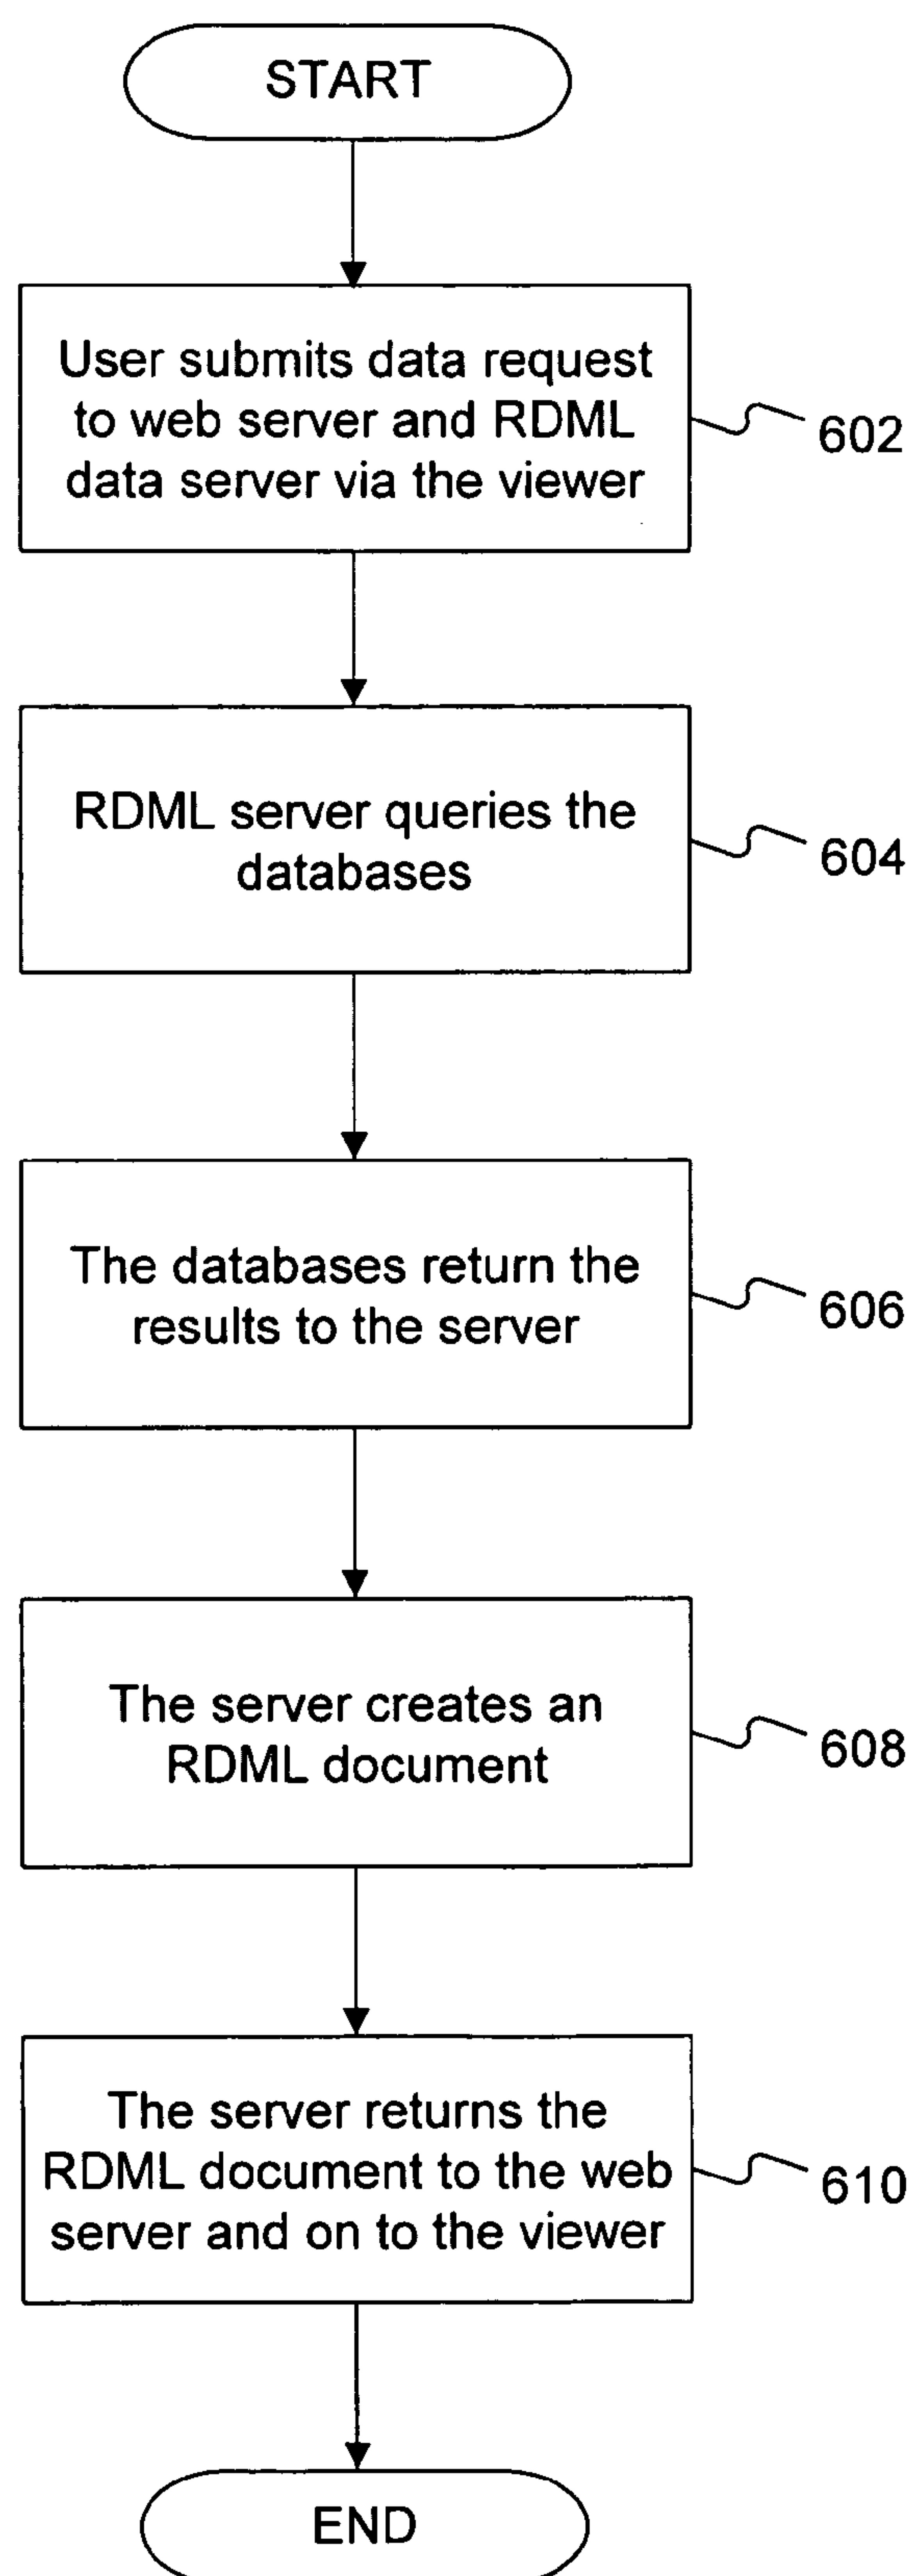 START
User submits data request
to web server and RDML
data server via the viewer
602
RDML server queries the
databases
604
The databases return the
results to the server
606
The server creates an
RDML document
608
The server returns the
RDML document to the web
server and on to the viewer
610
END